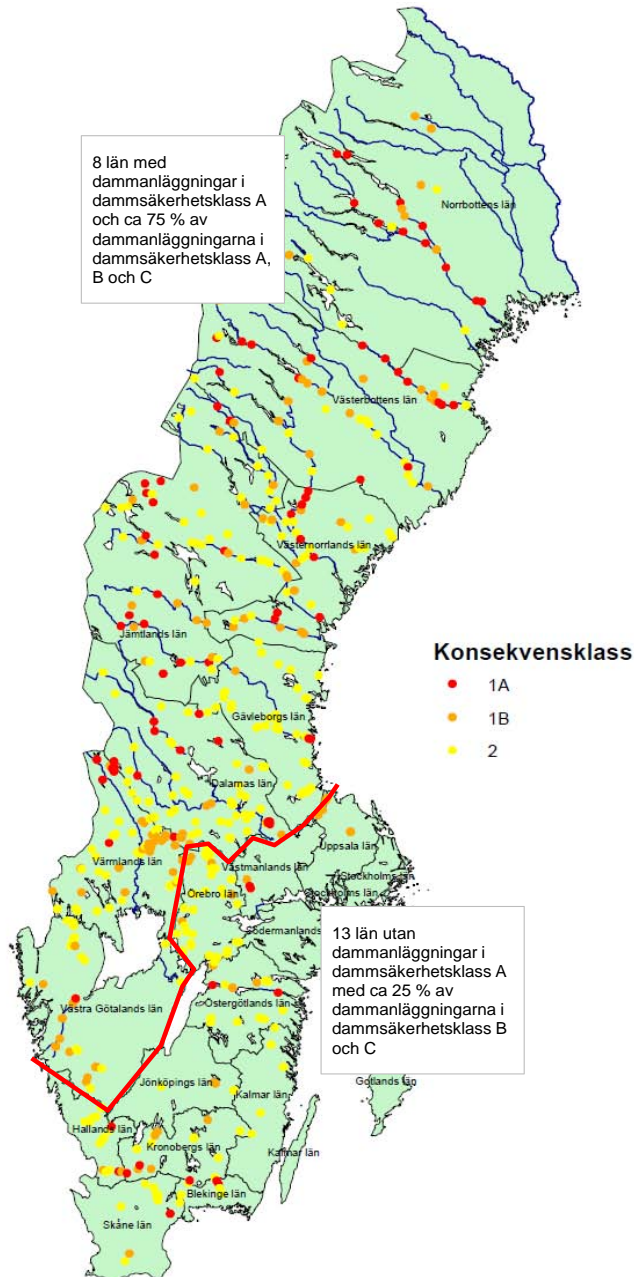 8 län med
dammanläggningar i
dammsäkerhetsklass A
och ca 75 % av
dammanläggningarna i
dammsäkerhetsklass A,
B och C
Norrbottens län
Västerbottens län
Västernorrlands län
Jämtlands län
Konsekvensklass
1A
1B
2
Gävleborgs län
Dalarnas län
Värmlands län
Uppsala län
Västmanlands län
Stockholms län
Örebro län
Stockholms län
Södermanlands
13 län utan
dammanläggningar i
dammsäkerhetsklass A
med ca 25 % av
dammanläggningarna i
dammsäkerhetsklass B
och C
Östergötlands län
Västra Götalands län
Jönköpings län
Gotlands län
Kalmar län
Hallands län
Kronobergs län
Kalmar län
Blekinge län
Skåne län